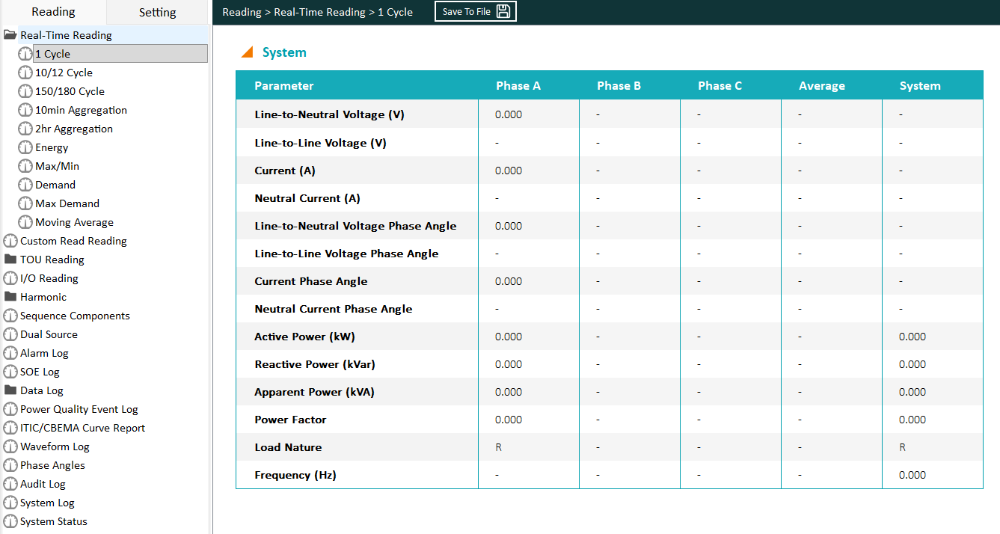 Reading Setting
Real-Time Reading
1 Cycle
10/12 Cycle
150/180 Cycle
10min Aggregation
2hr Aggregation
Energy
Max/Min
Demand
Max Demand
Moving Average
Custom Read Reading
TOU Reading
I/O Reading
Harmonic
Sequence Components
Dual Source
Alarm Log
SOE Log
Data Log
Power Quality Event Log
ITIC/CBEMA Curve Report
Waveform Log
Phase Angles
Audit Log
System Log
System Status
Reading > Real-Time Reading > 1 Cycle Save To File
System
Parameter Phase A Phase B Phase C Average System
Line-to-Neutral Voltage (V) 0.000 - - - -
Line-to-Line Voltage (V) - - - - -
Current (A) 0.000 - - - -
Neutral Current (A) - - - - -
Line-to-Neutral Voltage Phase Angle 0.000 - - - -
Line-to-Line Voltage Phase Angle - - - - -
Current Phase Angle 0.000 - - - -
Neutral Current Phase Angle - - - - -
Active Power (kW) 0.000 - - - 0.000
Reactive Power (kVar) 0.000 - - - 0.000
Apparent Power (kVA) 0.000 - - - 0.000
Power Factor 0.000 - - - 0.000
Load Nature R - - - R
Frequency (Hz) - - - - 0.000